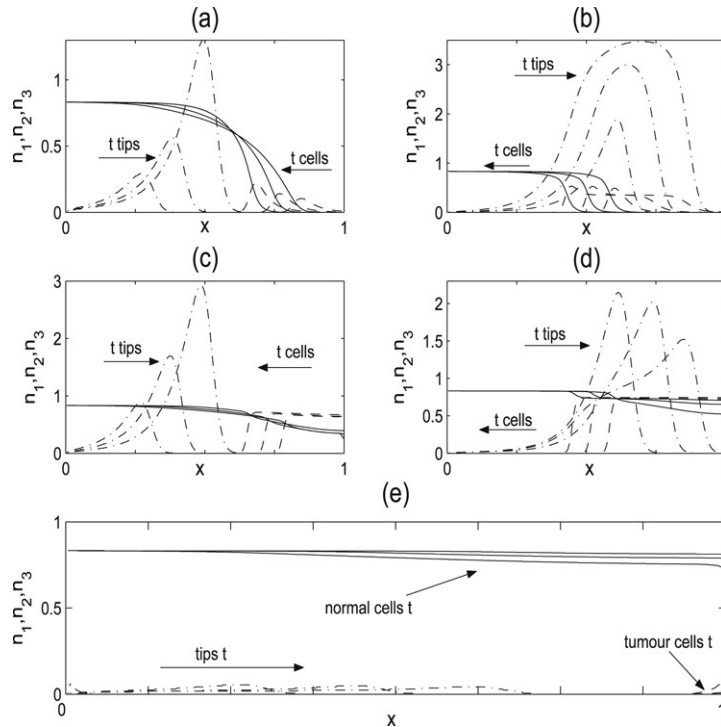 (a)
n1,n2,n3
1
0.5
0
t tips
t cells
0
x
1
(b)
n1,n2,n3
3
2
1
0
t tips
t cells
0
x
(c)
n1,n2,n3
3
2
1
0
t tips
t cells
0
x
1
(d)
n1,n2,n3
2
1.5
1
0.5
0
t tips
t cells
0
x
(e)
n1,n2,n3
1
0.5
0
normal cells t
tips t
tumour cells t
0
x